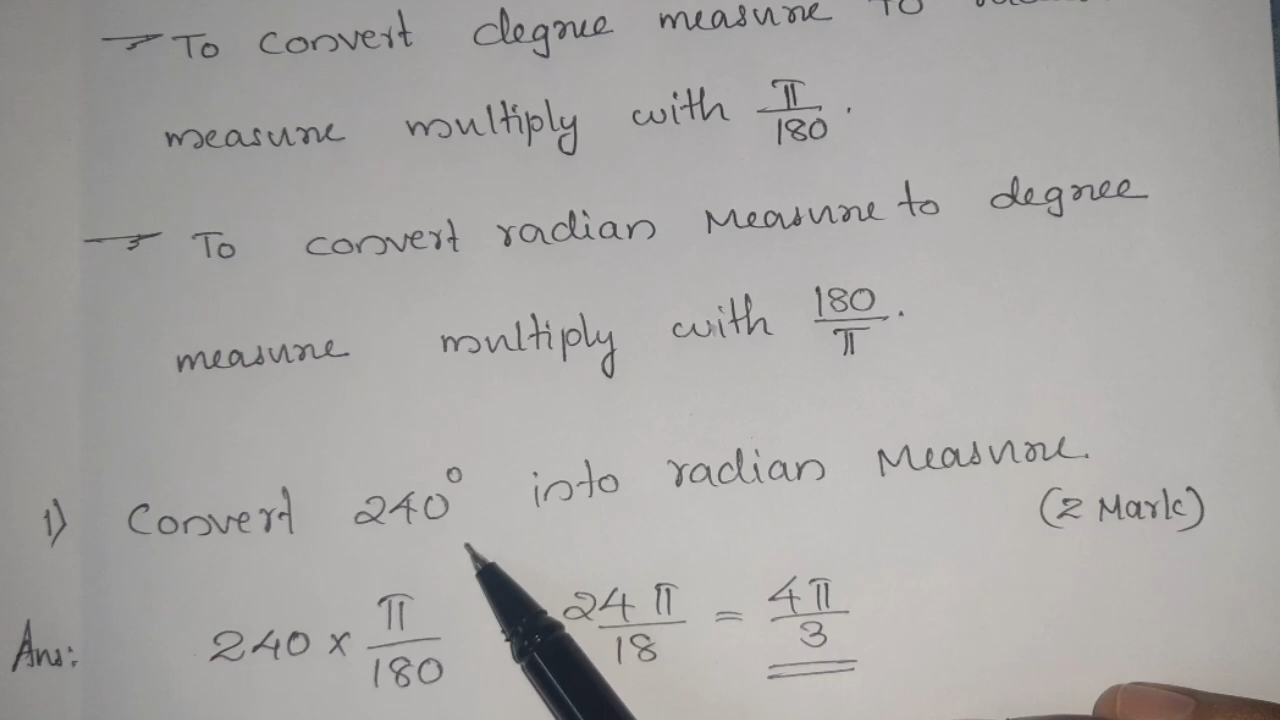 → To convert degree measure To
measure multiply with π/180.
→ To convert radian Measure to degree
measure multiply with 180/π.
1) Convert 240° into radian Measure.
(2 Mark)
Ans: 240 × π/180 24π/18 = 4π/3